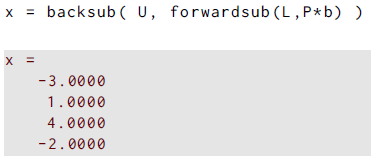 x = backsub( U, forwardsub(L,P*b) )
x =
-3.0000
1.0000
4.0000
-2.0000